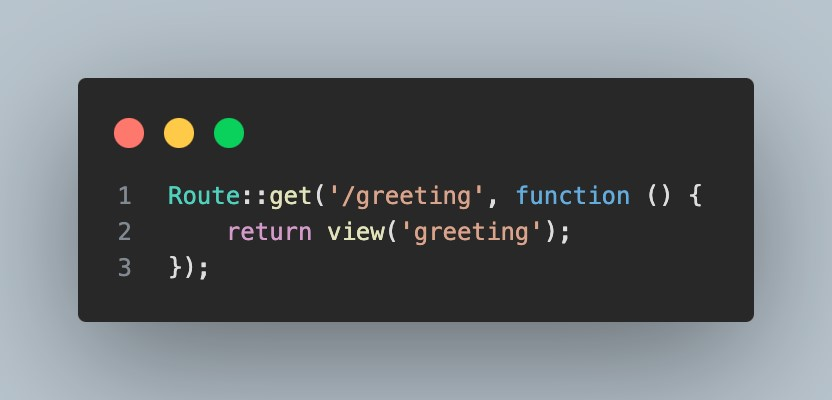 1 Route::get('/greeting', function () {
2     return view('greeting');
3 });